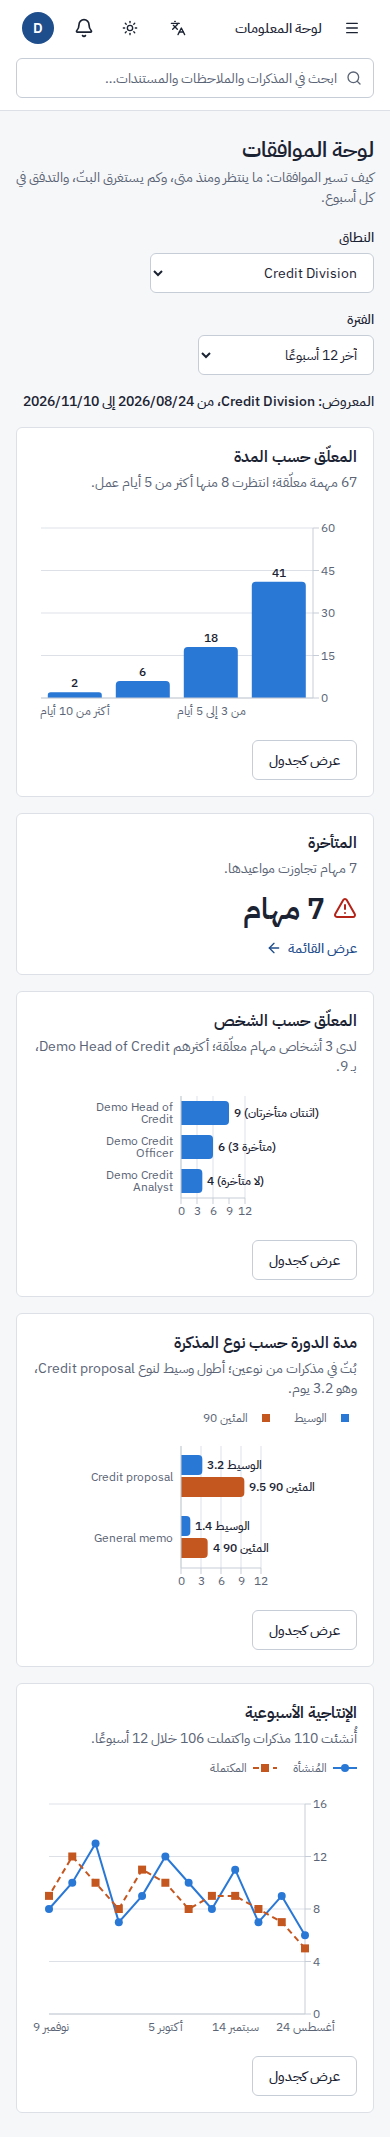 لوحة المعلومات
D
ابحث في المذكرات والملاحظات والمستندات...
لوحة الموافقات
كيف تسير الموافقات: ما ينتظر ومنذ متى، وكم يستغرق البتّ، والتدفق في
كل أسبوع.
النطاق
Credit Division
الفترة
آخر 12 أسبوعًا
المعروض: Credit Division، من 2026/08/24 إلى 2026/11/10
المعلّق حسب المدة
67 مهمة معلّقة؛ انتظرت 8 منها أكثر من 5 أيام عمل.
60
45
30
15
0
41
18
6
2
من 3 إلى 5 أيام
أكثر من 10 أيام
عرض كجدول
المتأخرة
7 مهام تجاوزت مواعيدها.
7 مهام
عرض القائمة
المعلّق حسب الشخص
لدى 3 أشخاص مهام معلّقة؛ أكثرهم Demo Head of Credit،
بـ 9.
Demo Head of Credit
9 (اثنتان متأخرتان)
Demo Credit Officer
6 (3 متأخرة)
Demo Credit Analyst
4 (لا متأخرة)
0 3 6 9 12
عرض كجدول
مدة الدورة حسب نوع المذكرة
بُتّ في مذكرات من نوعين؛ أطول وسيط لنوع Credit proposal،
وهو 3.2 يوم.
الوسيط
المئين 90
Credit proposal
الوسيط 3.2
المئين 90 9.5
General memo
الوسيط 1.4
المئين 90 4
0 3 6 9 12
عرض كجدول
الإنتاجية الأسبوعية
أُنشئت 110 مذكرات واكتملت 106 خلال 12 أسبوعًا.
المُنشأة
المكتملة
16
12
8
4
0
24 أغسطس
14 سبتمبر
5 أكتوبر
9 نوفمبر
عرض كجدول